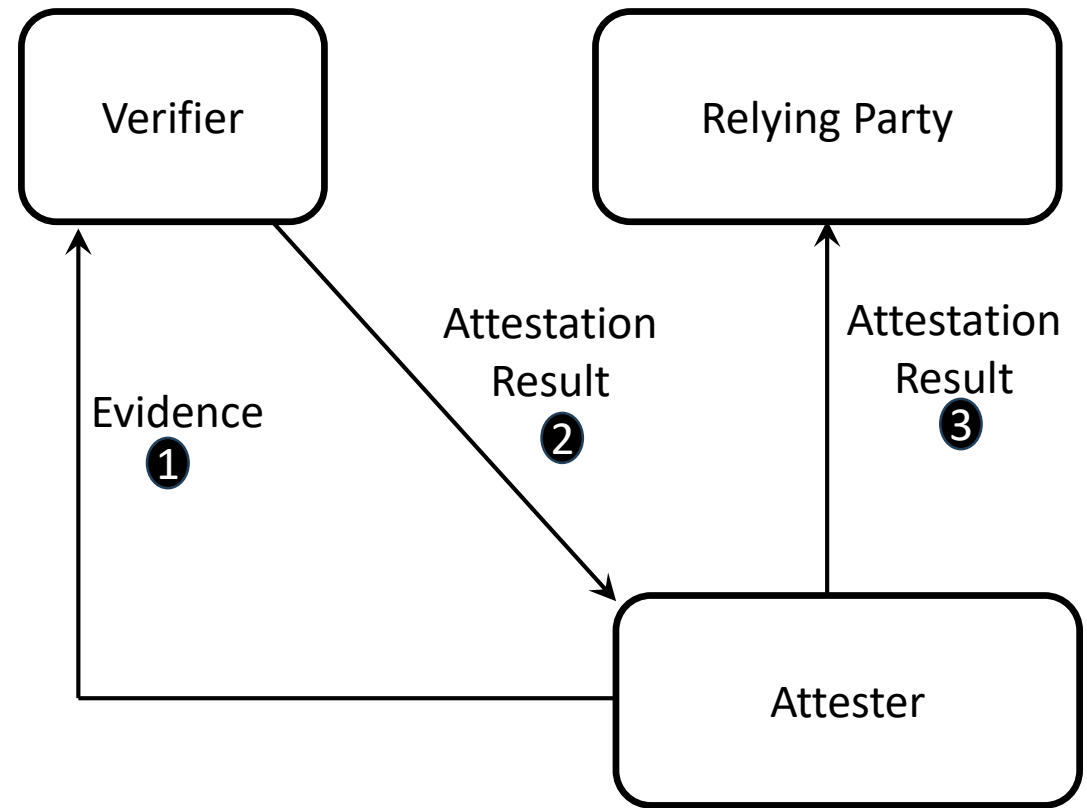 Verifier
Relying Party
Evidence
1
Attestation
Result
2
Attestation
Result
3
Attester